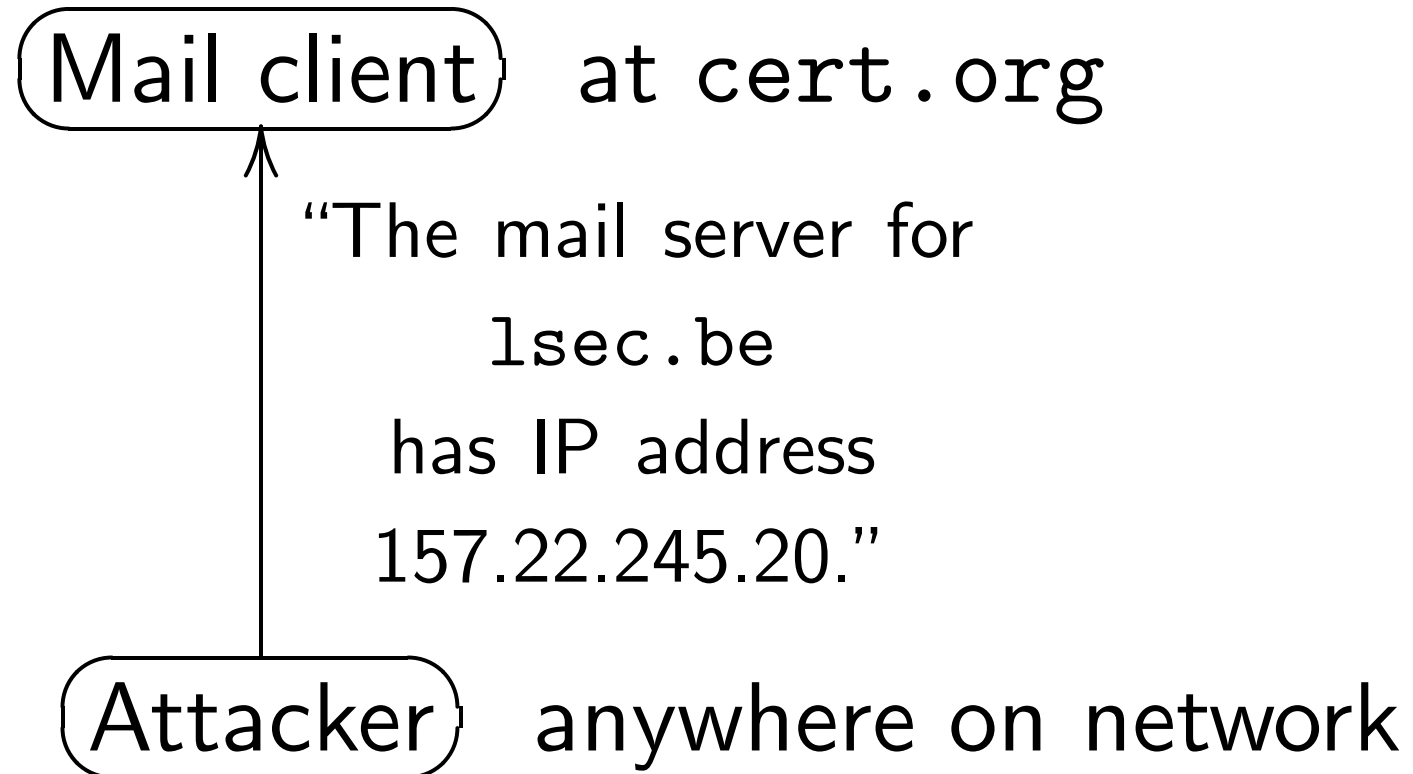 Mail client at cert.org
“The mail server for
lsec.be
has IP address
157.22.245.20.”
Attacker anywhere on network